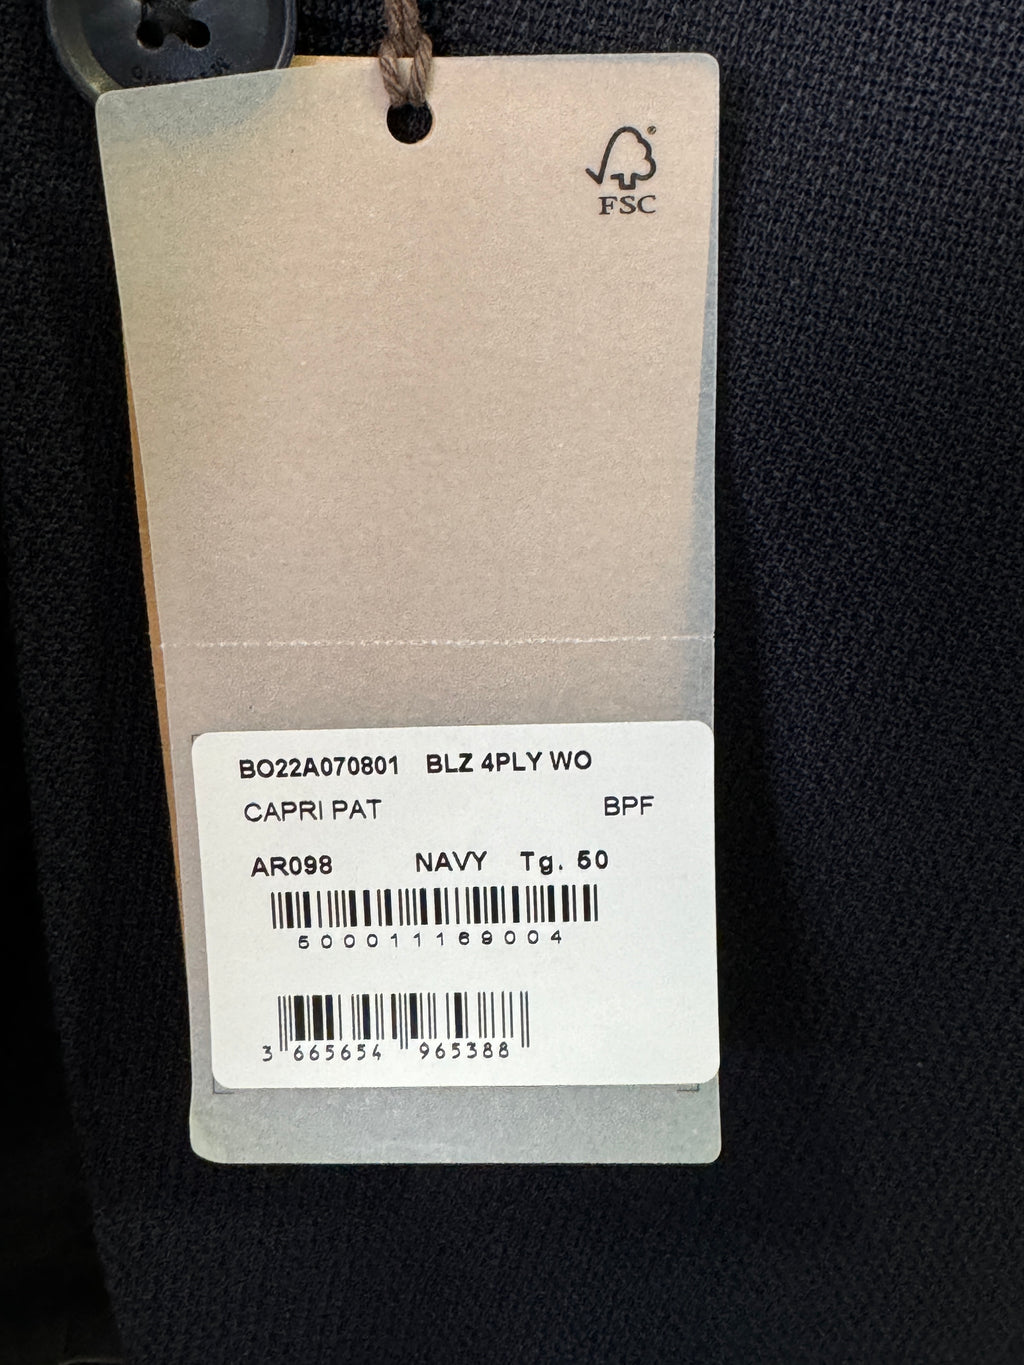 FSC
BO22A070801 BLZ 4PLY WO
CAPRI PAT BPF
AR098 NAVY Tg. 50
500011169004
3 665654 965388